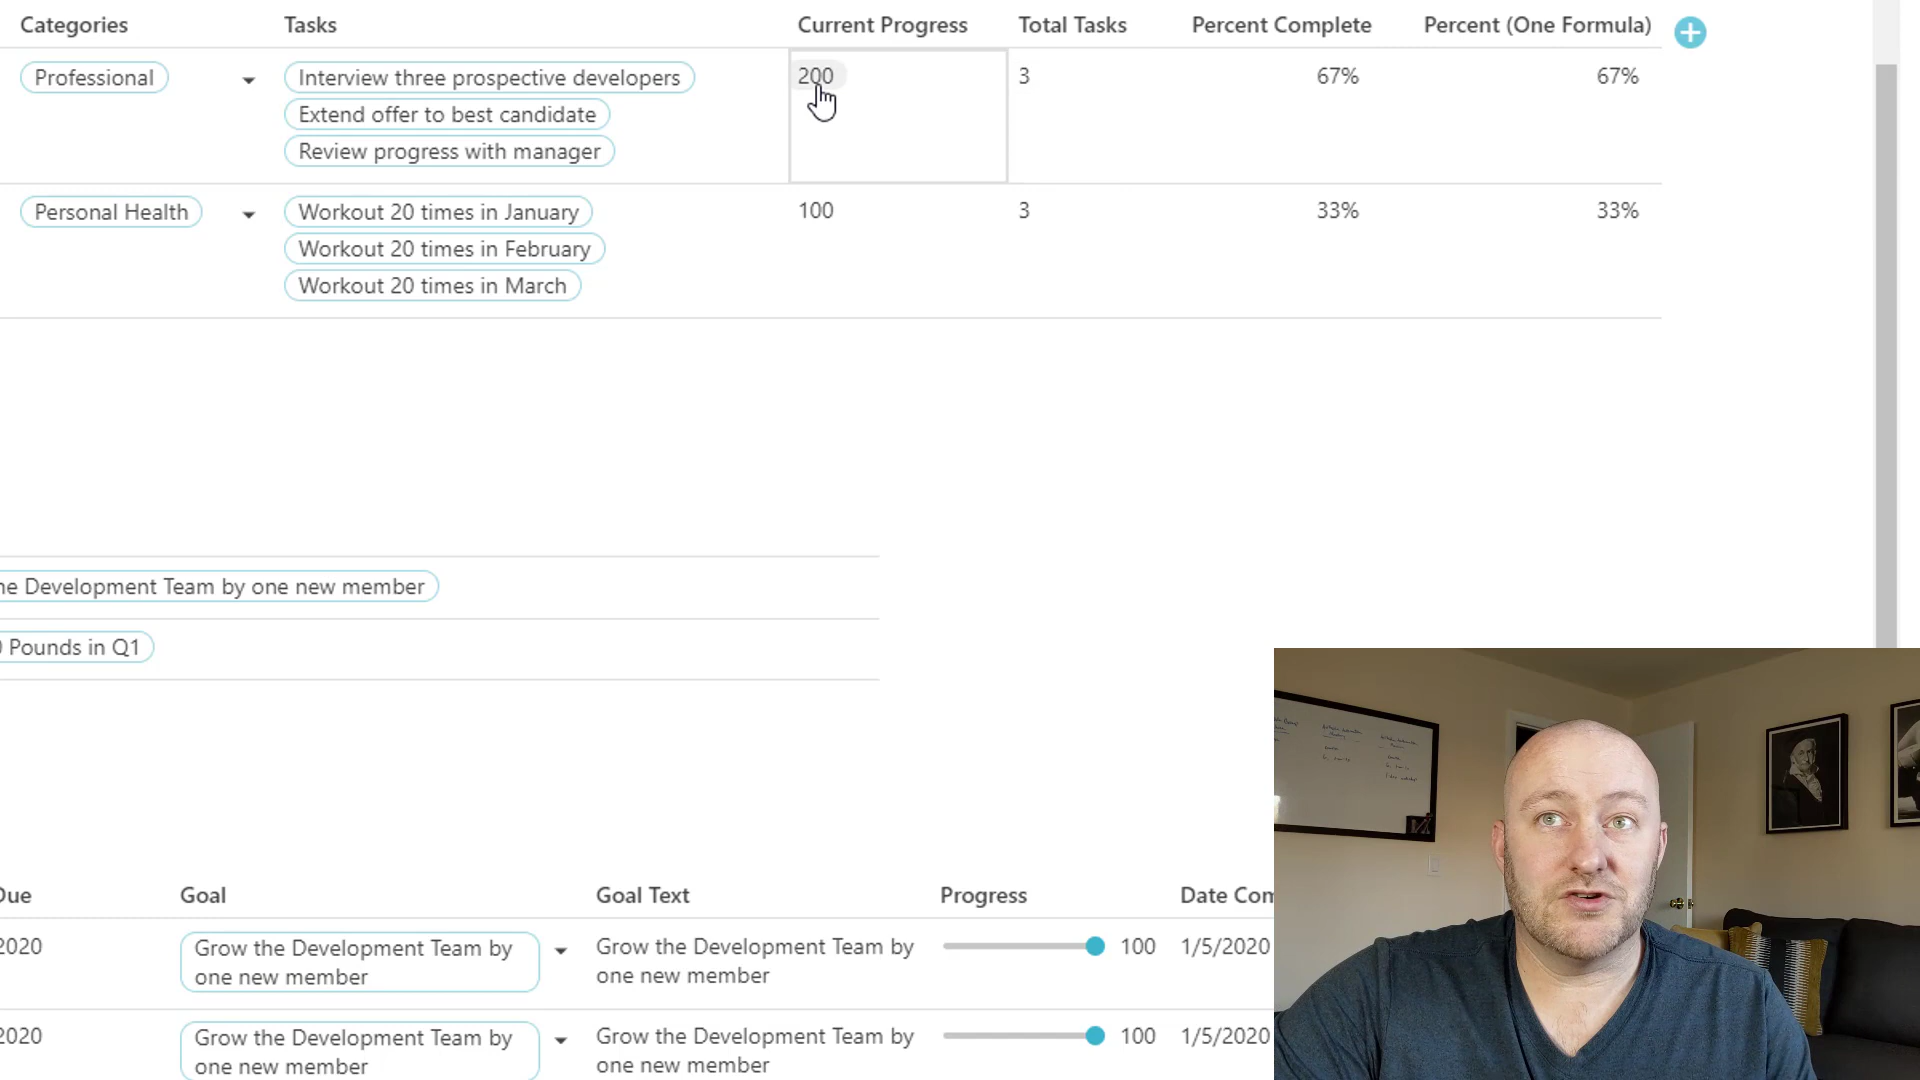 Categories Tasks Current Progress Total Tasks Percent Complete Percent (One Formula)
Professional Interview three prospective developers 200 3 67% 67%
Extend offer to best candidate
Review progress with manager
Personal Health Workout 20 times in January 100 3 33% 33%
Workout 20 times in February
Workout 20 times in March
he Development Team by one new member
0 Pounds in Q1
Due Goal Goal Text Progress Date Com
2020 Grow the Development Team by Grow the Development Team by 100 1/5/2020
one new member one new member
2020 Grow the Development Team by Grow the Development Team by 100 1/5/2020
one new member one new member